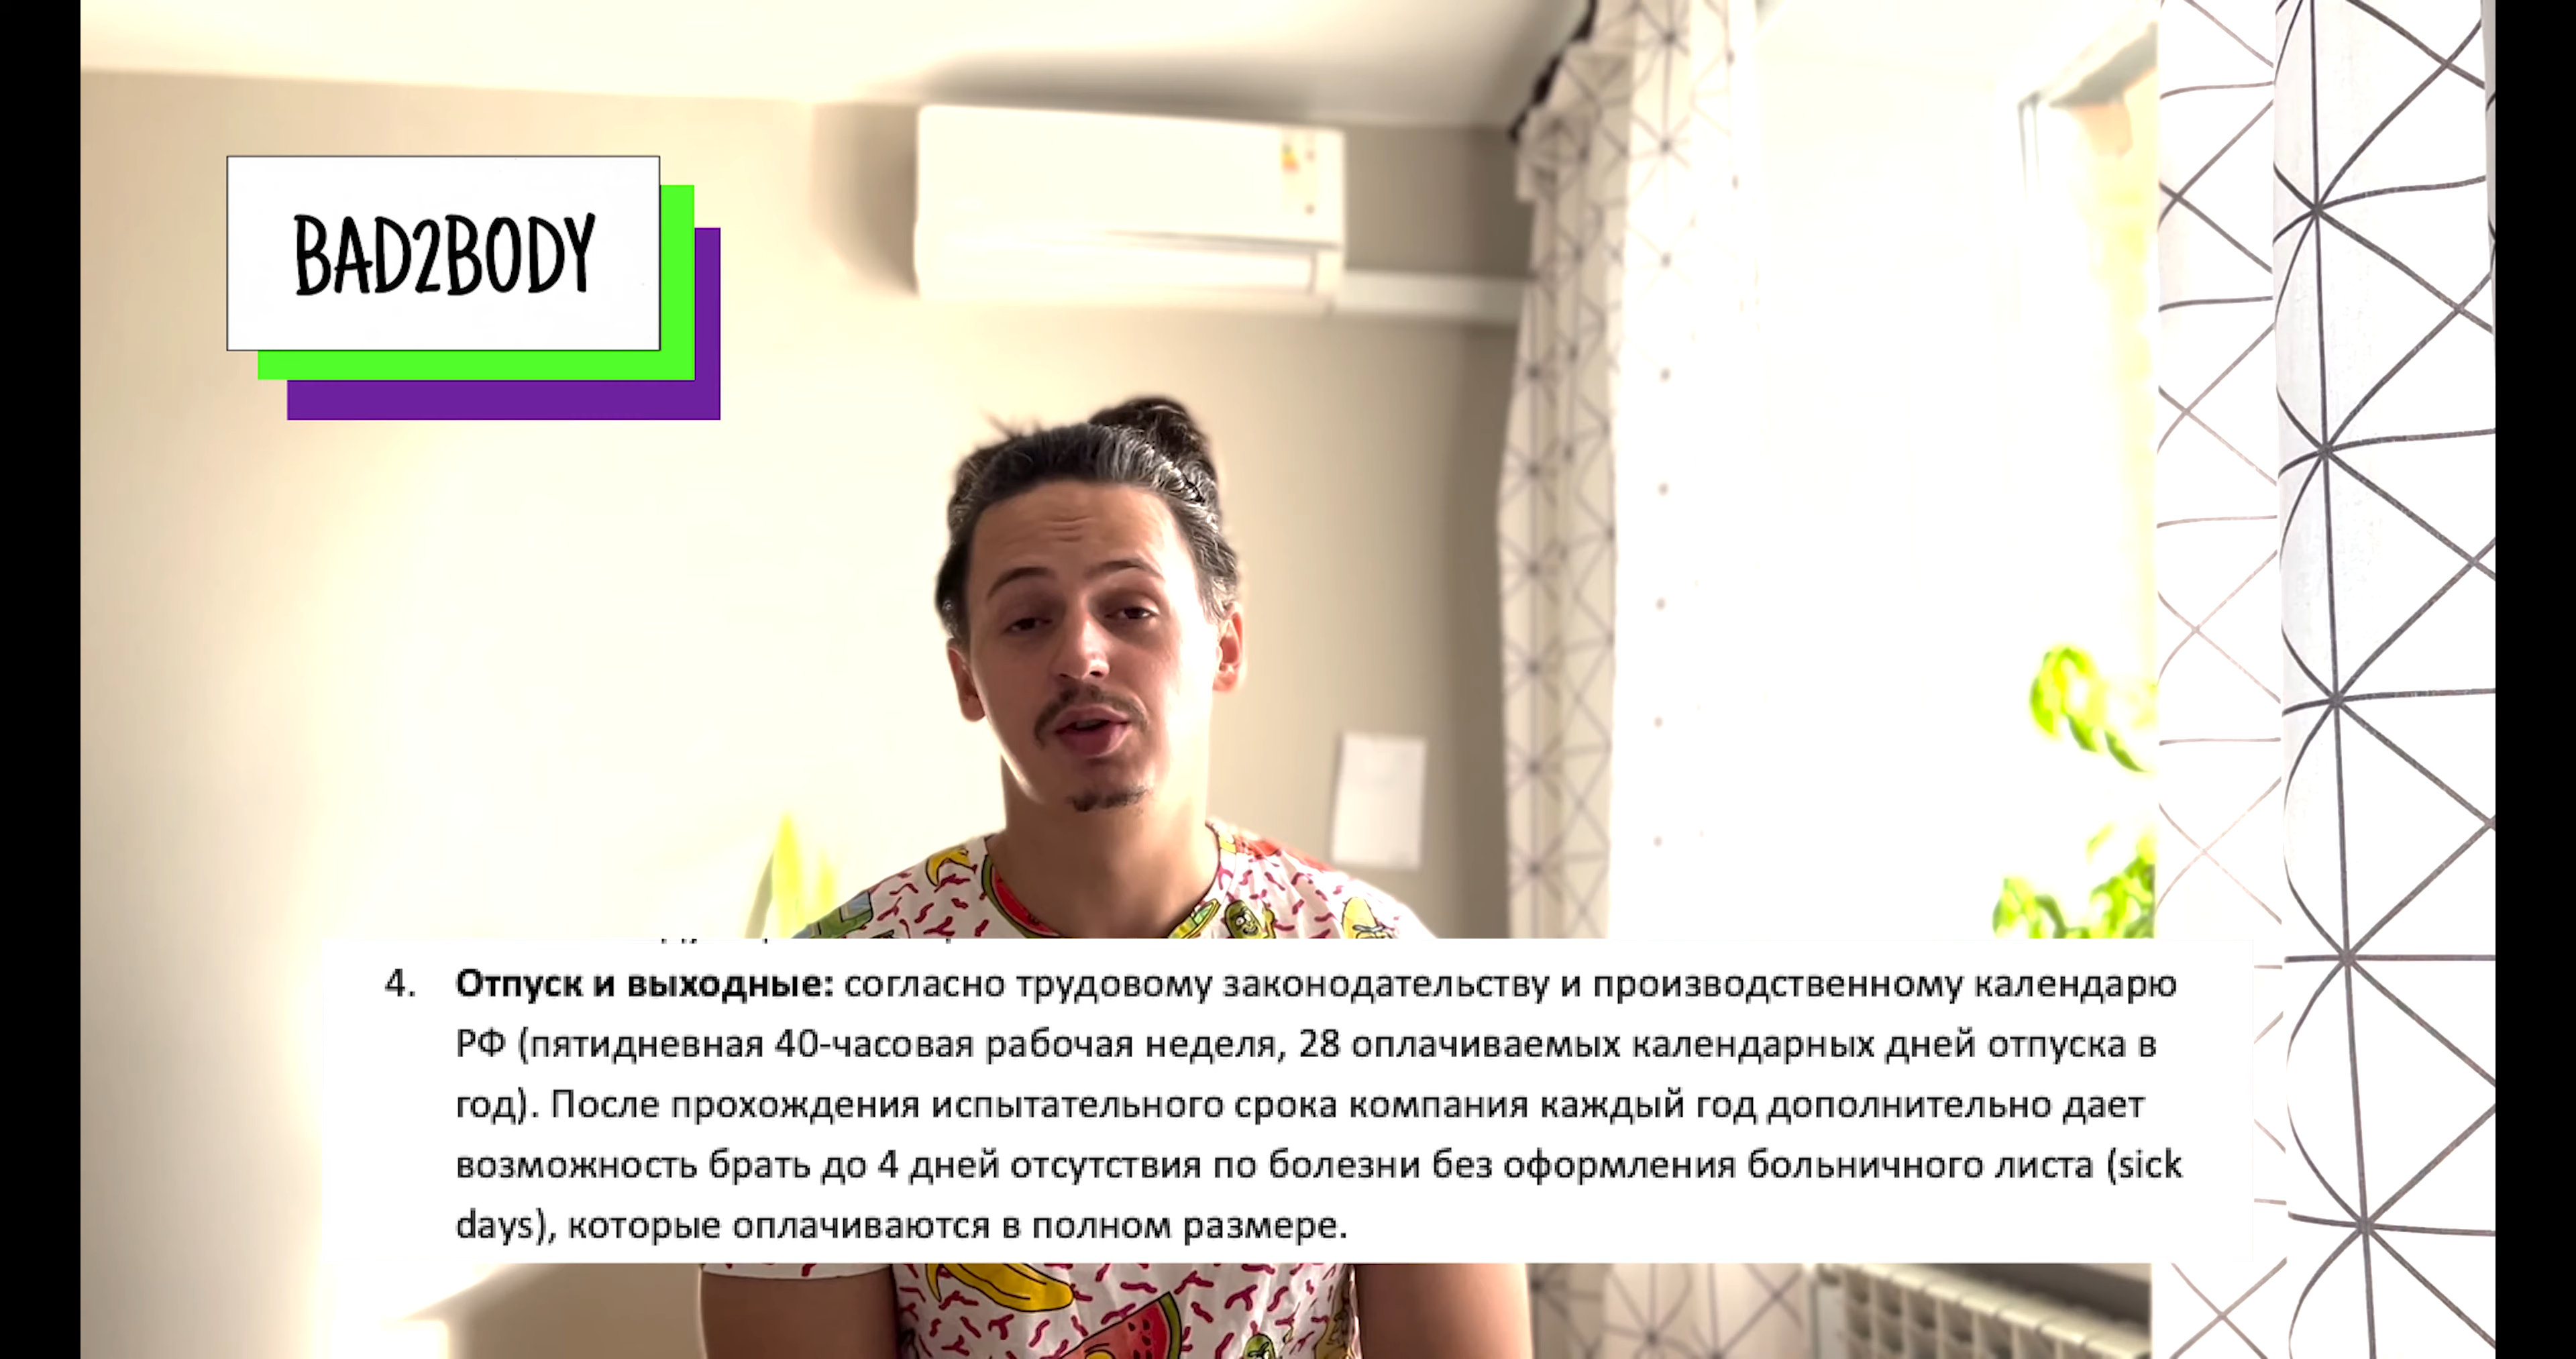 BAD2BODY
4. Отпуск и выходные: согласно трудовому законодательству и производственному календарю
РФ (пятидневная 40-часовая рабочая неделя, 28 оплачиваемых календарных дней отпуска в
год). После прохождения испытательного срока компания каждый год дополнительно дает
возможность брать до 4 дней отсутствия по болезни без оформления больничного листа (sick
days), которые оплачиваются в полном размере.